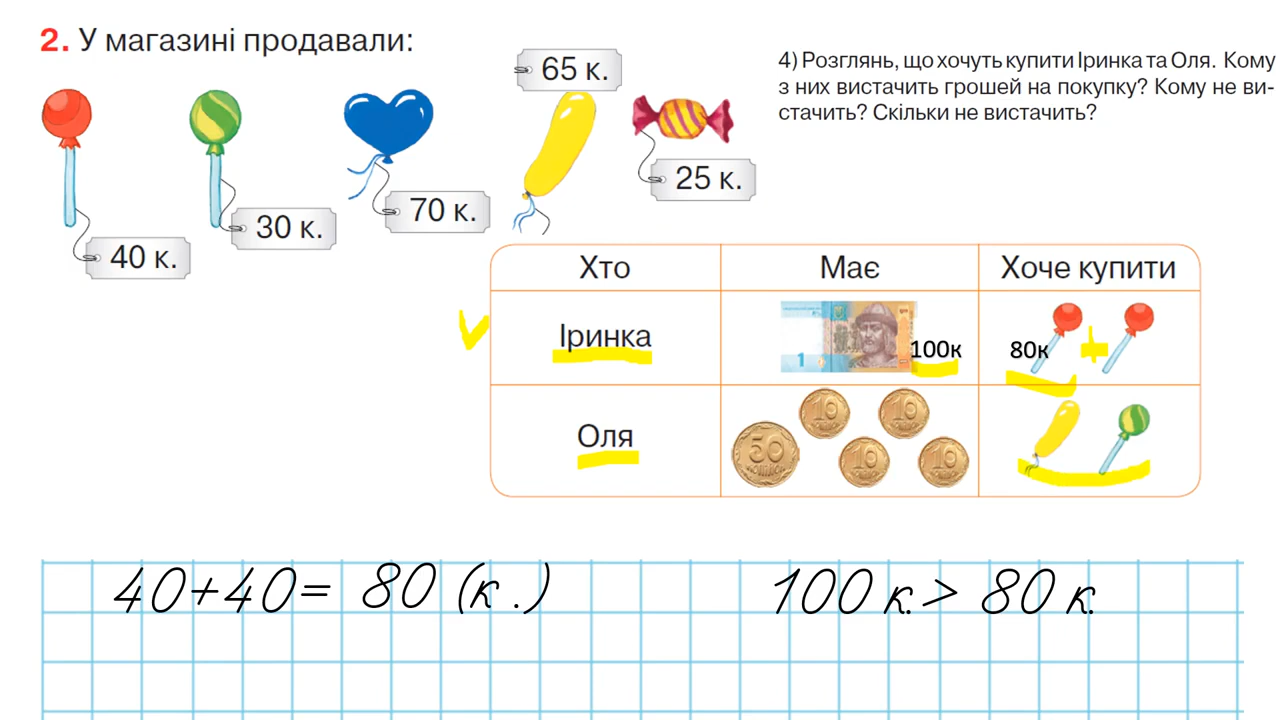 2. У магазині продавали:
65 к.
4) Розглянь, що хочуть купити Іринка та Оля. Кому
з них вистачить грошей на покупку? Кому не ви-
стачить? Скільки не вистачить?
25 к.
70 к.
30 к.
40 к.
Хто Має Хоче купити
Іринка 1 100к 80к +
Оля 50 10 10 10 10
40+40= 80 (к.) 100 к.> 80 к.